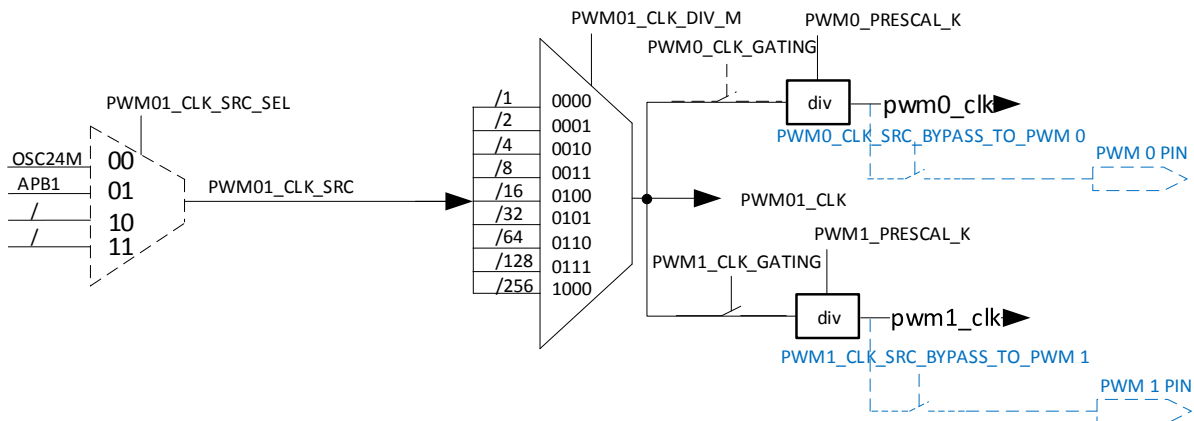 PWM01_CLK_DIV_M
PWM0_PRESCAL_K
PWM0_CLK_GATING
PWM01_CLK_SRC_SEL
/1
0000
div
pwm0_clk
/2
0001
PWM0_CLK_SRC_BYPASS_TO_PWM 0
OSC24M
00
/4
0010
PWM 0 PIN
/8
0011
APB1
01
PWM01_CLK_SRC
/16
0100
PWM01_CLK
/
10
/32
0101
/
11
/64
0110
PWM1_PRESCAL_K
/128
0111
PWM1_CLK_GATING
/256
1000
div
pwm1_clk
PWM1_CLK_SRC_BYPASS_TO_PWM 1
PWM 1 PIN